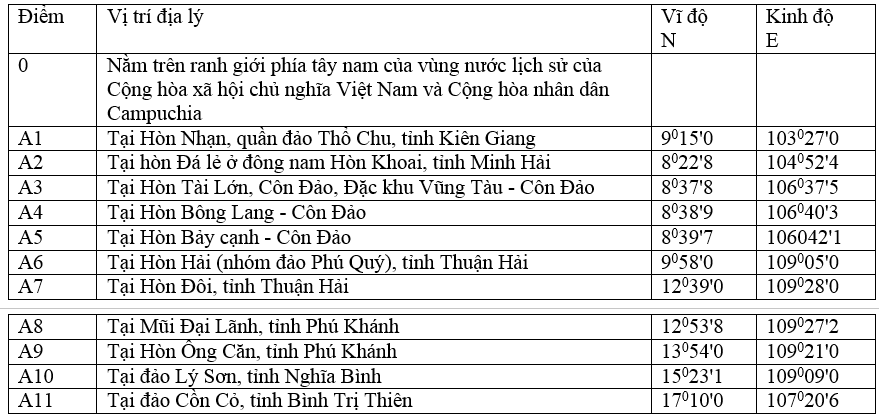 Điểm Vị trí địa lý Vĩ độ Kinh độ
N E
0 Nằm trên ranh giới phía tây nam của vùng nước lịch sử của
Cộng hòa xã hội chủ nghĩa Việt Nam và Cộng hòa nhân dân
Campuchia
A1 Tại Hòn Nhạn, quần đảo Thổ Chu, tỉnh Kiên Giang 9⁰15'0 103⁰27'0
A2 Tại hòn Đá lẻ ở đông nam Hòn Khoai, tỉnh Minh Hải 8⁰22'8 104⁰52'4
A3 Tại Hòn Tài Lớn, Côn Đảo, Đặc khu Vũng Tàu - Côn Đảo 8⁰37'8 106⁰37'5
A4 Tại Hòn Bông Lang - Côn Đảo 8⁰38'9 106⁰40'3
A5 Tại Hòn Bảy cạnh - Côn Đảo 8⁰39'7 106042'1
A6 Tại Hòn Hải (nhóm đảo Phú Quý), tỉnh Thuận Hải 9⁰58'0 109⁰05'0
A7 Tại Hòn Đôi, tỉnh Thuận Hải 12⁰39'0 109⁰28'0
A8 Tại Mũi Đại Lãnh, tỉnh Phú Khánh 12⁰53'8 109⁰27'2
A9 Tại Hòn Ông Căn, tỉnh Phú Khánh 13⁰54'0 109⁰21'0
A10 Tại đảo Lý Sơn, tỉnh Nghĩa Bình 15⁰23'1 109⁰09'0
A11 Tại đảo Cồn Cỏ, tỉnh Bình Trị Thiên 17⁰10'0 107⁰20'6